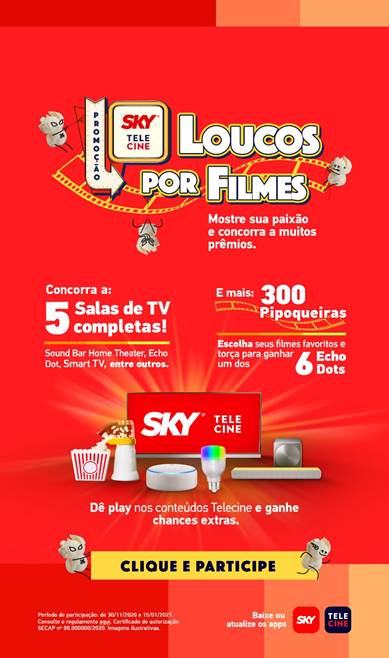 PROMOÇÃO
SKY
TELE
CINE
LOUCOS
POR FILMES
Mostre sua paixão
e concorra a muitos
prêmios.
Concorra a:
5 Salas de TV
completas!
Sound Bar Home Theater, Echo
Dot, Smart TV, entre outros.
E mais: 300
Pipoqueiras
Escolha seus filmes favoritos e
torça para ganhar
um dos 6 Echo
Dots
SKY TELE
CINE
Dê play nos conteúdos Telecine e ganhe
chances extras.
CLIQUE E PARTICIPE
Período de participação: de 30/11/2020 a 15/01/2021.
Consulte o regulamento aqui. Certificado de autorização
SECAP nº 00.000000/2020. Imagens ilustrativas.
Baixe ou
atualize os apps
SKY
TELE
CINE